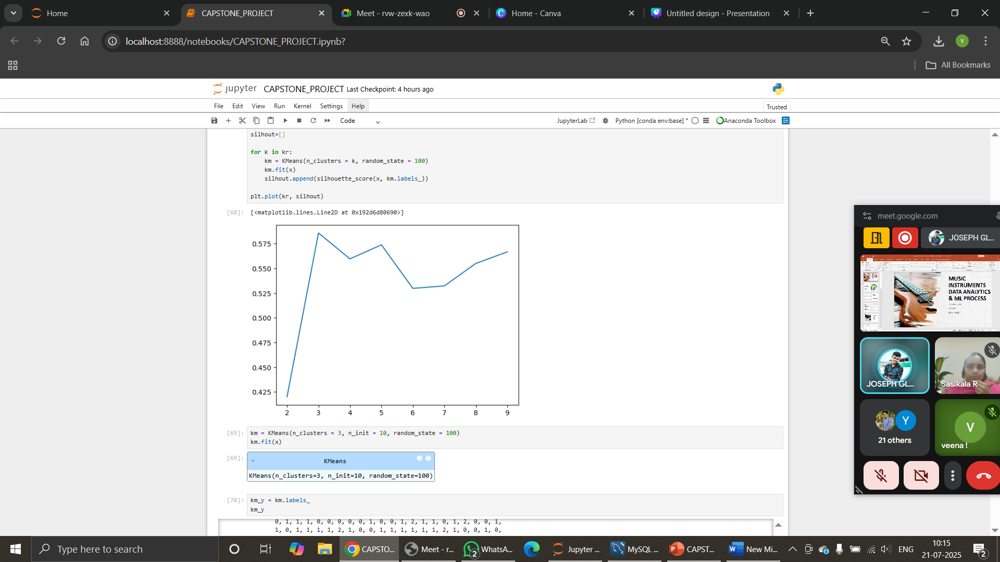 Home
CAPSTONE_PROJECT
Meet - rvw-zexk-wao
Home - Canva
Untitled design - Presentation
localhost:8888/notebooks/CAPSTONE_PROJECT.ipynb?
V
All Bookmarks
jupyter CAPSTONE_PROJECT Last Checkpoint: 4 hours ago
File Edit View Run Kernel Settings Help
Trusted
Code
JupyterLab
Python [conda env:base] *
Anaconda Toolbox
silhout=[]
for k in kr:
    km = KMeans(n_clusters = k, random_state = 100)
    km.fit(x)
    silhout.append(silhouette_score(x, km.labels_))
plt.plot(kr, silhout)
[68]: [<matplotlib.lines.Line2D at 0x192d6d80690>]
0.575
0.550
0.525
0.500
0.475
0.450
0.425
2 3 4 5 6 7 8 9
[69]: km = KMeans(n_clusters = 3, n_init = 10, random_state = 100)
km.fit(x)
[69]: KMeans
KMeans(n_clusters=3, n_init=10, random_state=100)
[70]: km_y = km.labels_
km_y
0, 1, 1, 1, 0, 0, 0, 0, 0, 1, 0, 0, 1, 2, 1, 1, 0, 1, 2, 0, 0, 1,
1, 0, 1, 1, 1, 1, 2, 1, 0, 0, 1, 1, 1, 1, 1, 1, 2, 1, 0, 0, 1, 0,
meet.google.com
JOSEPH GL...
MUSIC
INSTRUMENTS
DATA ANALYTICS
& ML PROCESS
JOSEPH GL...
Sasikala R
Y
21 others
V
veena !
Type here to search
CAPSTO...
Meet - r...
2
WhatsA...
Jupyter ...
MySQL ...
CAPST...
New Mi...
ENG
10:15
21-07-2025
2